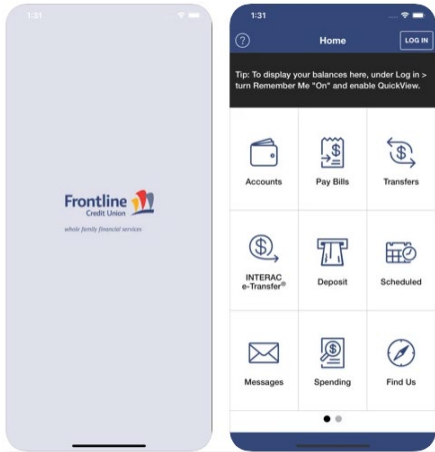 1:31
Frontline
Credit Union
whole family financial services
1:31
?
Home
LOG IN
Tip: To display your balances here, under Log in >
turn Remember Me "On" and enable QuickView.
Accounts
Pay Bills
Transfers
INTERAC
e-Transfer®
Deposit
Scheduled
Messages
Spending
Find Us